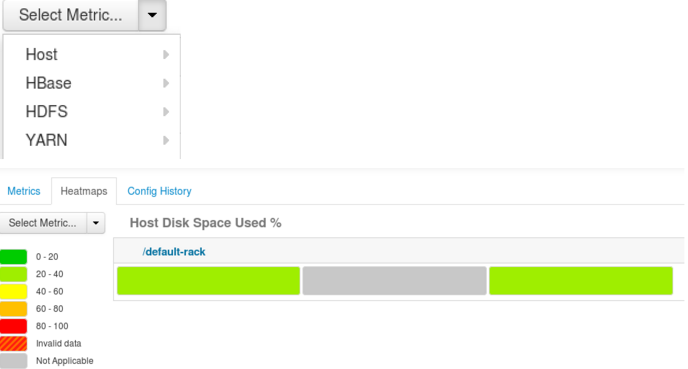 Select Metric...
Host
HBase
HDFS
YARN
Metrics Heatmaps Config History
Select Metric... Host Disk Space Used %
/default-rack
0 - 20
20 - 40
40 - 60
60 - 80
80 - 100
Invalid data
Not Applicable